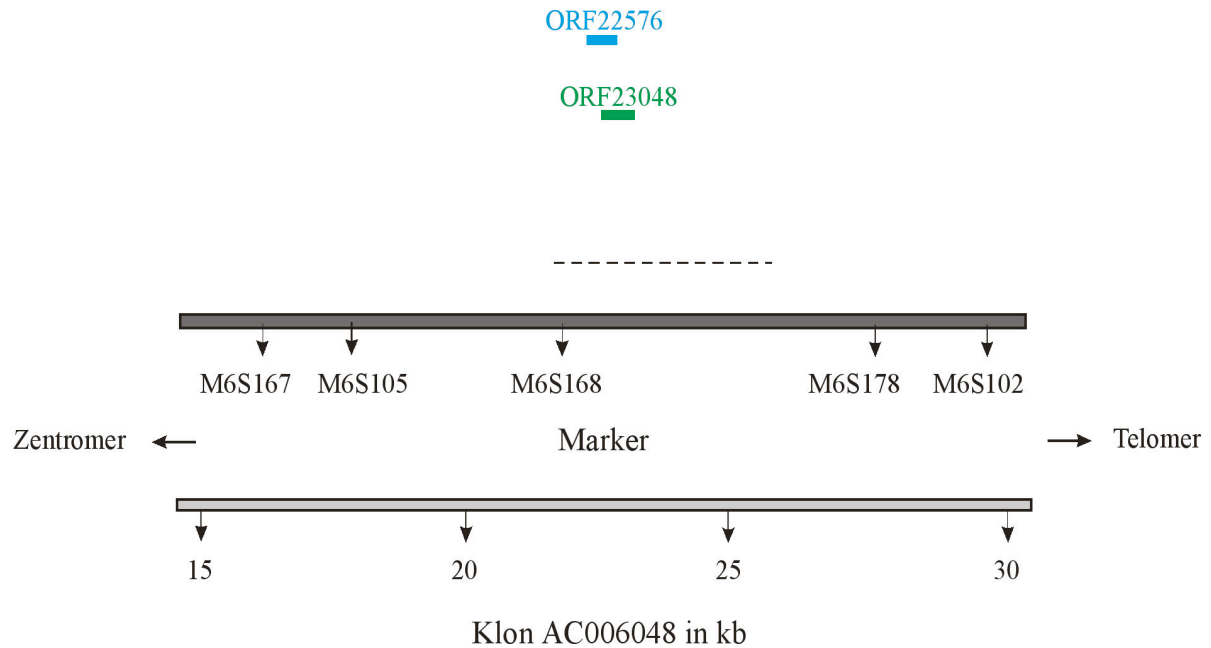 ORF22576
ORF23048
M6S167 M6S105 M6S168 M6S178 M6S102
Zentromer Marker Telomer
15 20 25 30
Klon AC006048 in kb